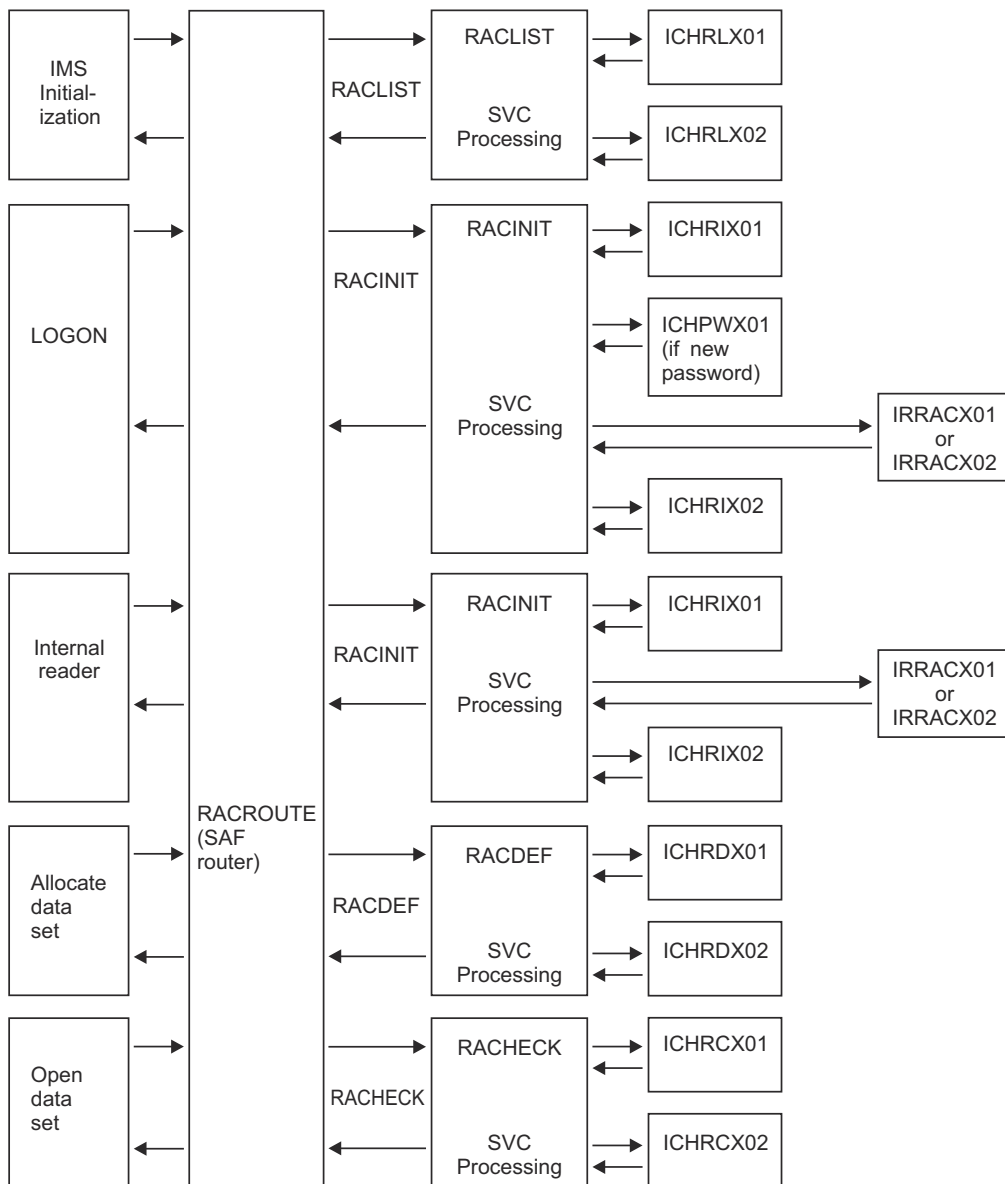 IMS
Initial-
ization
RACLIST
RACLIST
SVC
Processing
ICHRLX01
ICHRLX02
LOGON
RACINIT
RACINIT
SVC
Processing
ICHRIX01
ICHPWX01
(if new
password)
IRRACX01
or
IRRACX02
ICHRIX02
Internal
reader
RACINIT
RACINIT
SVC
Processing
ICHRIX01
IRRACX01
or
IRRACX02
ICHRIX02
RACROUTE
(SAF
router)
Allocate
data
set
RACDEF
RACDEF
SVC
Processing
ICHRDX01
ICHRDX02
Open
data
set
RACHECK
RACHECK
SVC
Processing
ICHRCX01
ICHRCX02